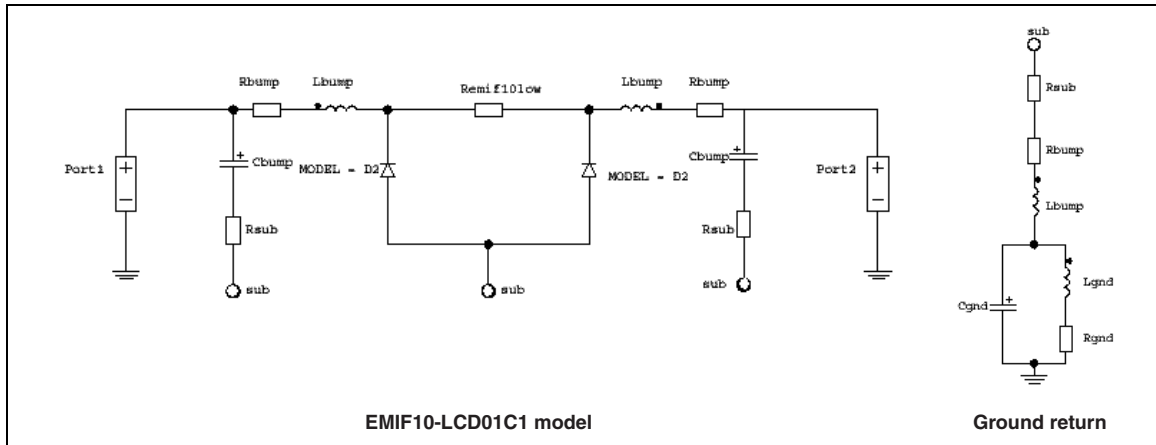 sub
Rbump Lbump
Remif10low
Lbump Rbump
Rsub
Port1
+
−
+
Cbump
MODEL = D2
MODEL = D2
+
Cbump
Port2
+
−
Rbump
Lbump
Rsub
Rsub
sub
sub
sub
Cgnd
+
Lgnd
Rgnd
EMIF10-LCD01C1 model
Ground return